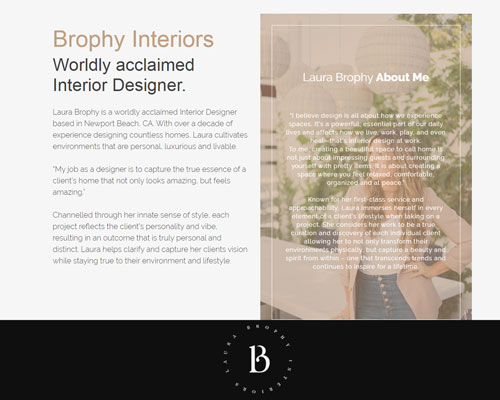 Brophy Interiors
Worldly acclaimed
Interior Designer.
Laura Brophy is a worldly acclaimed Interior Designer
based in Newport Beach, CA. With over a decade of
experience designing countless homes. Laura cultivates
environments that are personal, luxurious and livable.
"My job as a designer is to capture the true essence of a
client's home that not only looks amazing, but feels
amazing."
Channelled through her innate sense of style, each
project reflects the client's personality and vibe,
resulting in an outcome that is truly personal and
distinct. Laura helps clarify and capture her clients vision
while staying true to their environment and lifestyle.
Laura Brophy About Me
"I believe design is all about how we experience
spaces. It's a powerful, essential part of our daily
lives and affects how we live, work, play, and even
heal- that's interior design at work.
To me, creating a beautiful space to call home is
not just about impressing guests and surrounding
yourself with pretty items. It is about creating a
space where you feel relaxed, comfortable,
organized and at peace."
Known for her first-class service and
approachability, Laura immerses herself in every
element of a client's lifestyle when taking on a
project. She considers her work to be a true
curation and discovery of each individual client
allowing her to not only transform their
environments physically, but capture a beauty and
spirit from within – one that transcends trends and
continues to inspire for a lifetime.
LAURA BROPHY INTERIORS
B